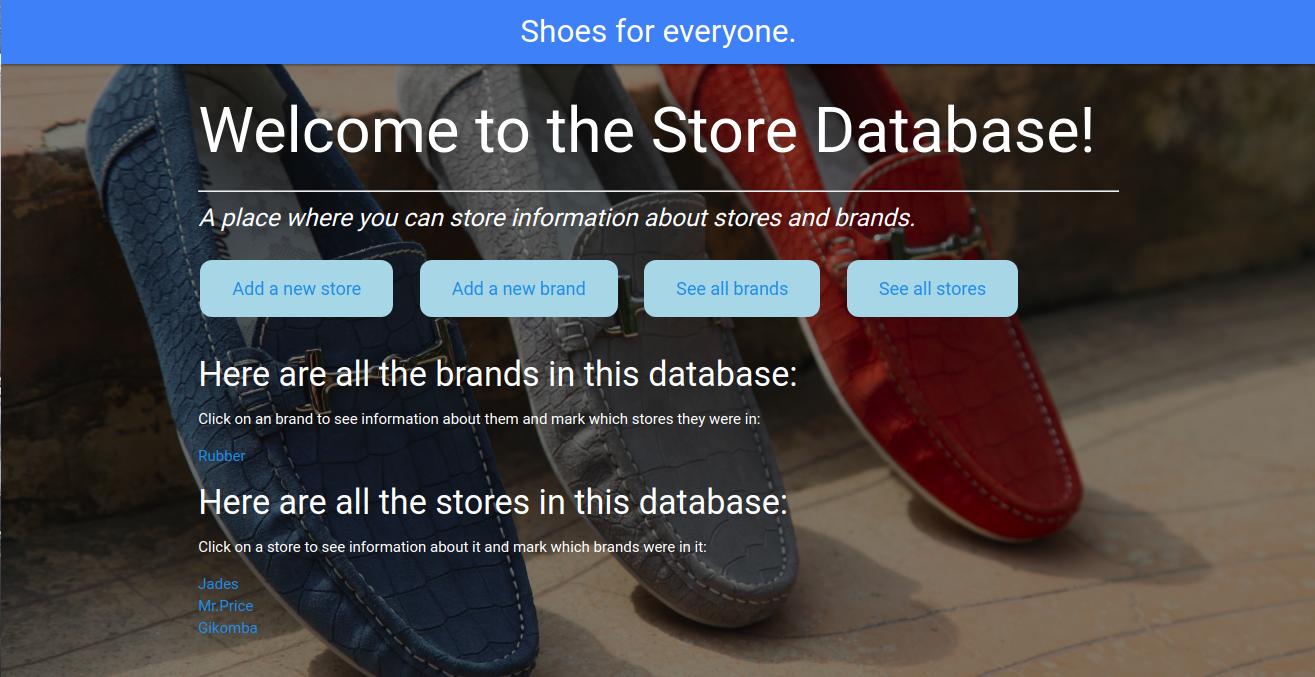 Shoes for everyone.
Welcome to the Store Database!
A place where you can store information about stores and brands.
Add a new store
Add a new brand
See all brands
See all stores
Here are all the brands in this database:
Click on an brand to see information about them and mark which stores they were in:
Rubber
Here are all the stores in this database:
Click on a store to see information about it and mark which brands were in it:
Jades
Mr.Price
Gikomba